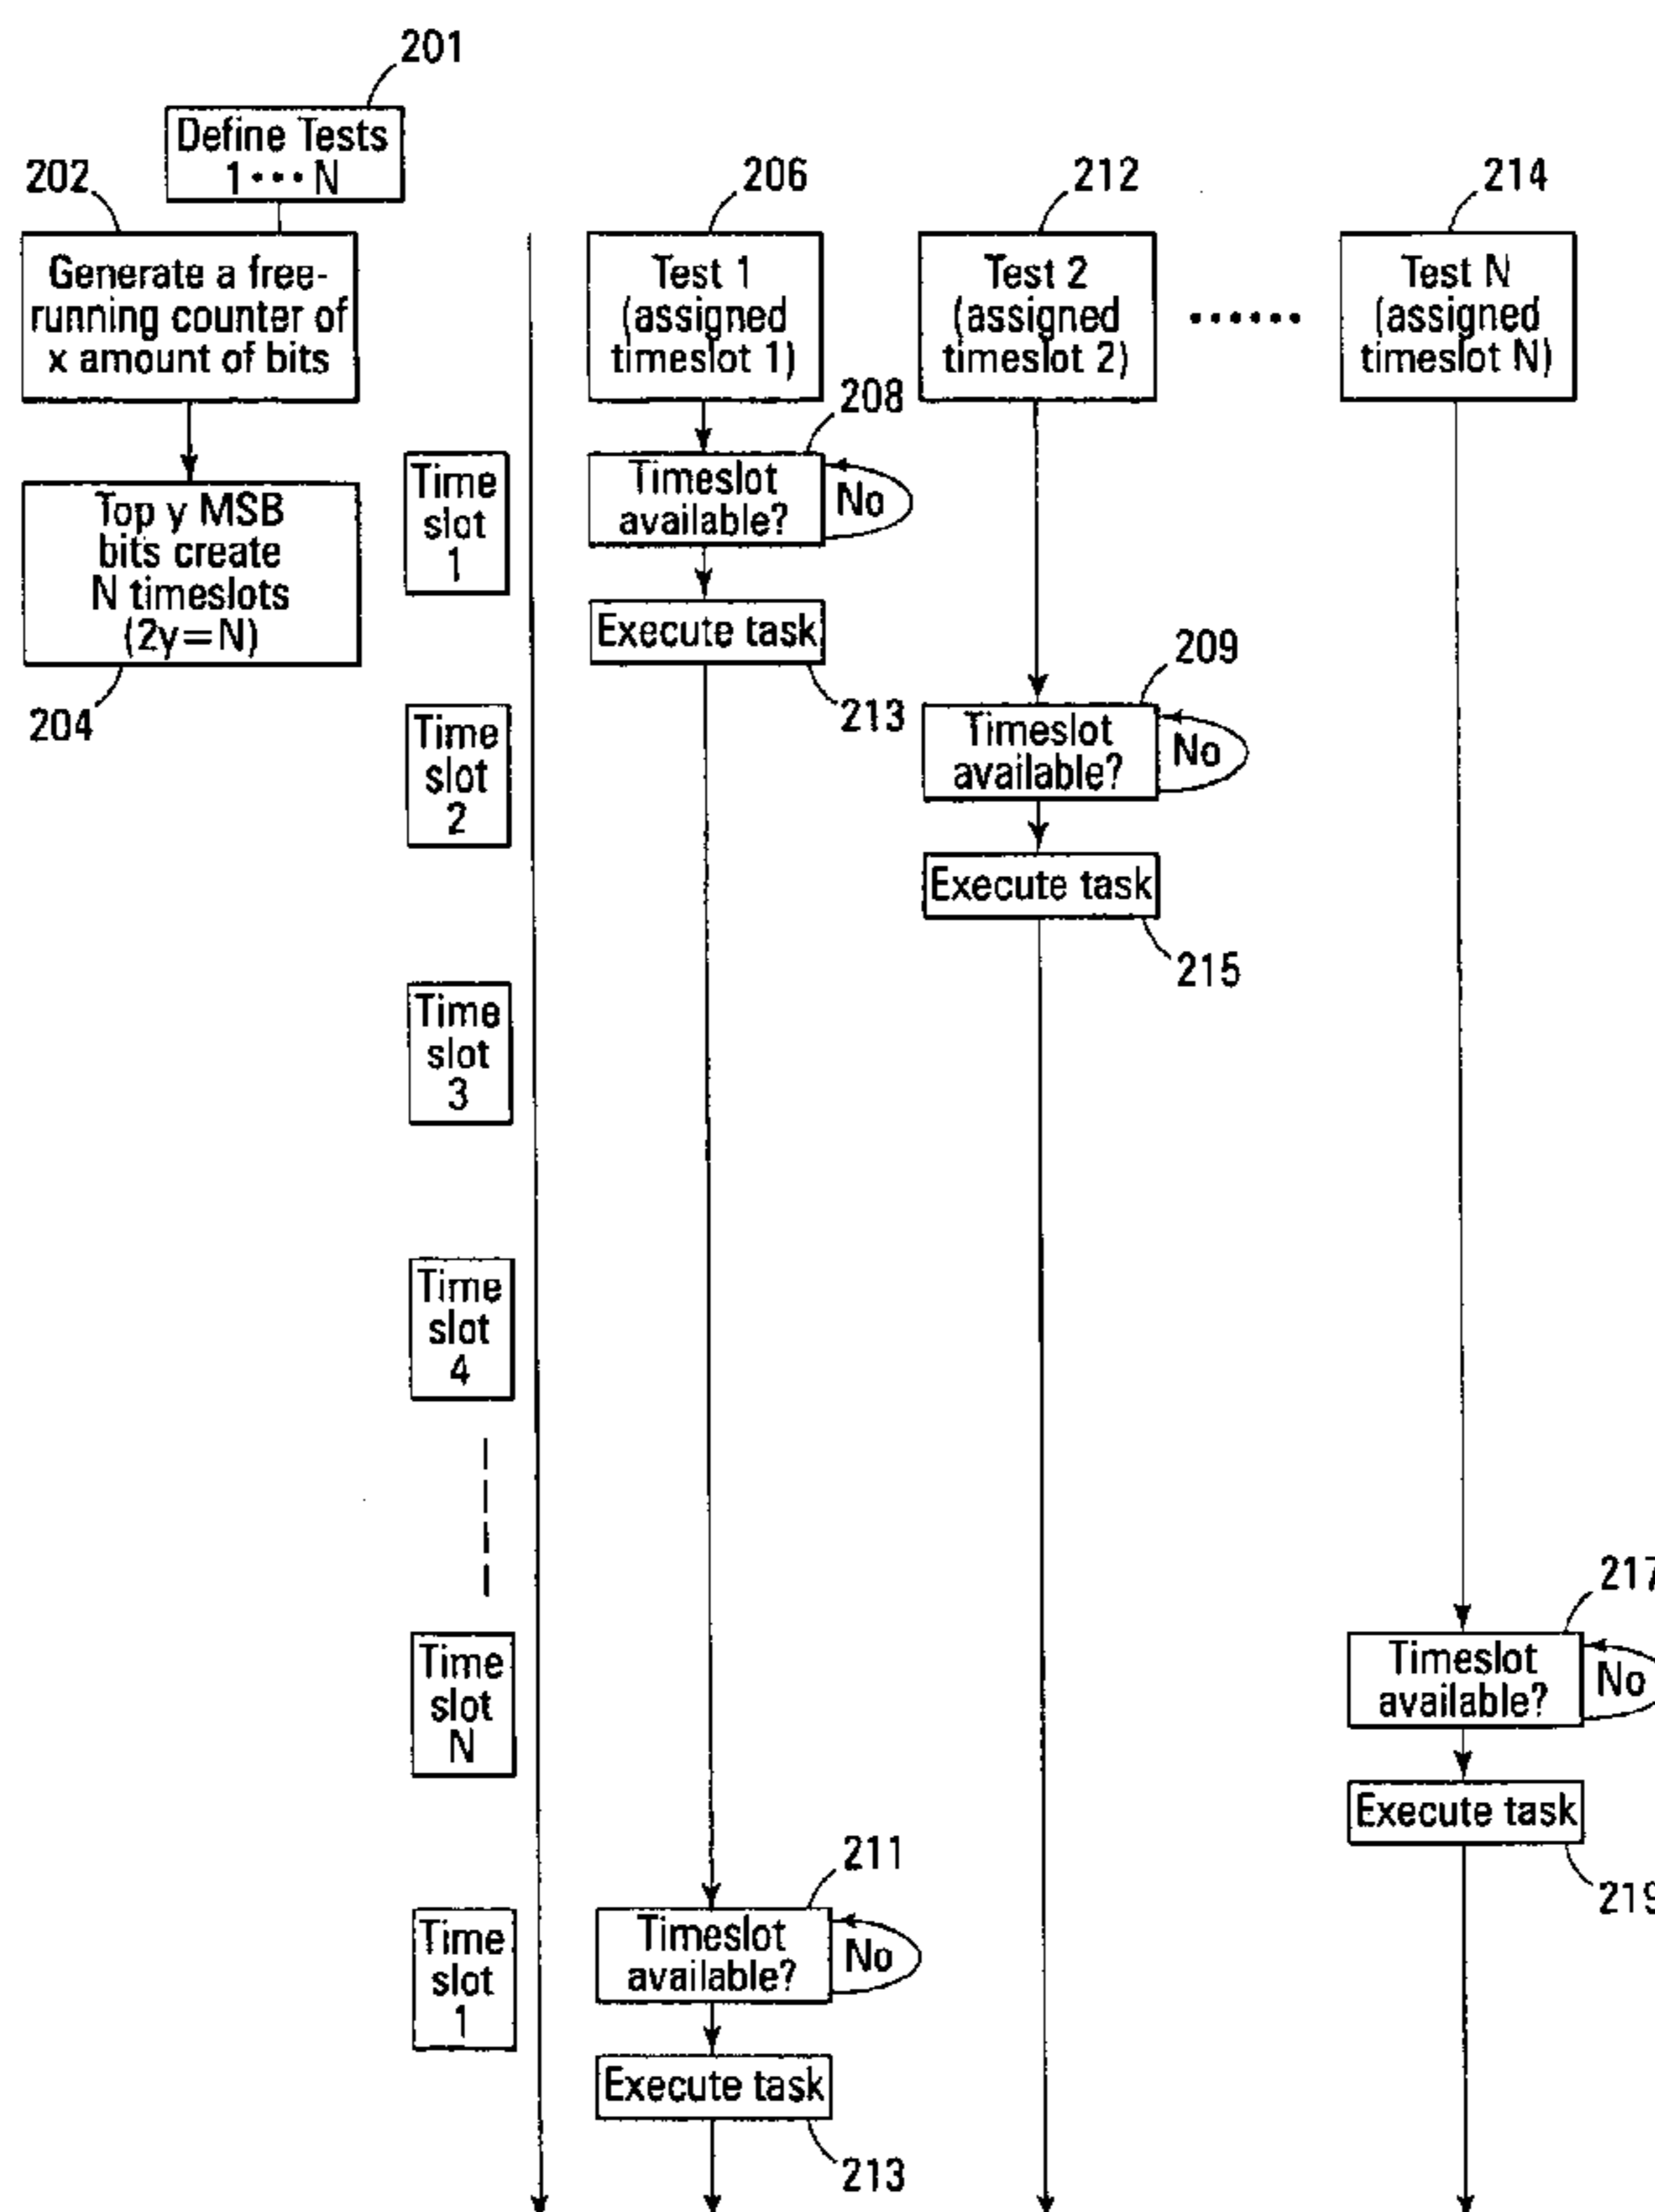 201
Define Tests
1•••N
202
Generate a free-
running counter of
x amount of bits
Top y MSB
bits create
N timeslots
(2y=N)
204
206
Test 1
(assigned
timeslot 1)
212
Test 2
(assigned
timeslot 2)
••••••
214
Test N
(assigned
timeslot N)
Time
slot
1
208
Timeslot
available?
No
Execute task
213
Time
slot
2
209
Timeslot
available?
No
Execute task
215
Time
slot
3
Time
slot
4
Time
slot
N
217
Timeslot
available?
No
Execute task
219
Time
slot
1
211
Timeslot
available?
No
Execute task
213